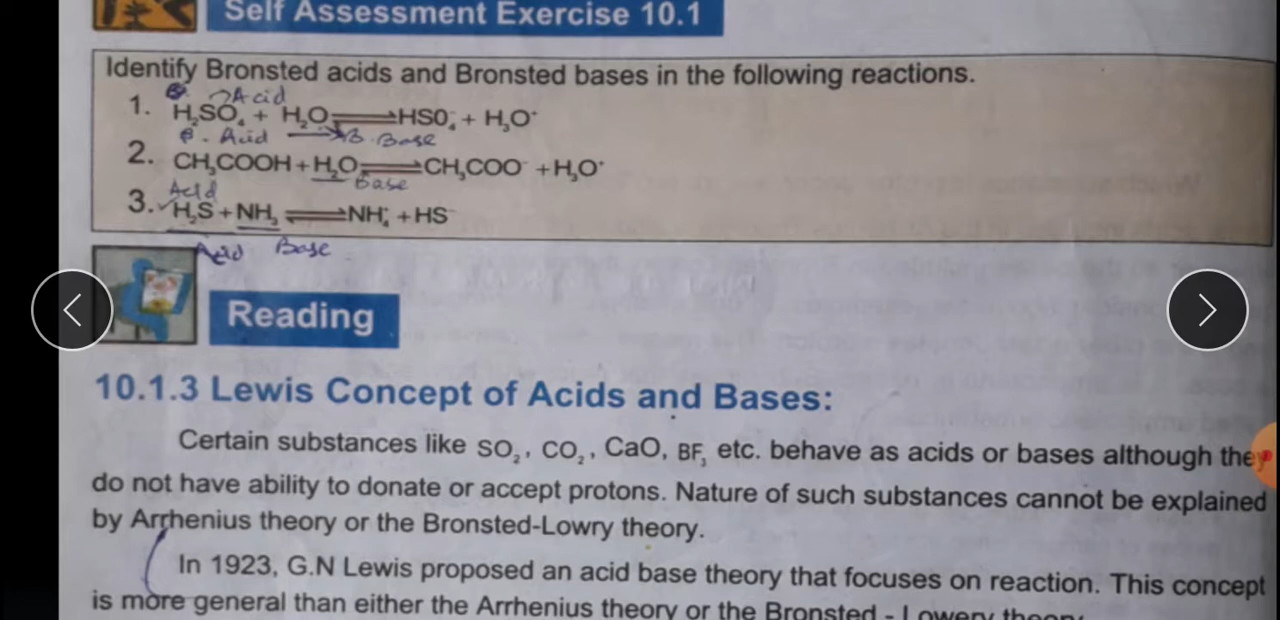 Self Assessment Exercise 10.1
Identify Bronsted acids and Bronsted bases in the following reactions.
Acid
1. H₂SO₄ + H₂O ⇌ HSO₄⁻ + H₃O⁺
B. Acid B. Base
2. CH₃COOH + H₂O ⇌ CH₃COO⁻ + H₃O⁺
Acid Base
3. H₂S + NH₃ ⇌ NH₄⁺ + HS⁻
Acid Base
Reading
10.1.3 Lewis Concept of Acids and Bases:
Certain substances like SO₂, CO₂, CaO, BF₃ etc. behave as acids or bases although they
do not have ability to donate or accept protons. Nature of such substances cannot be explained
by Arrhenius theory or the Bronsted-Lowry theory.
In 1923, G.N Lewis proposed an acid base theory that focuses on reaction. This concept
is more general than either the Arrhenius theory or the Bronsted - Lowery theory.